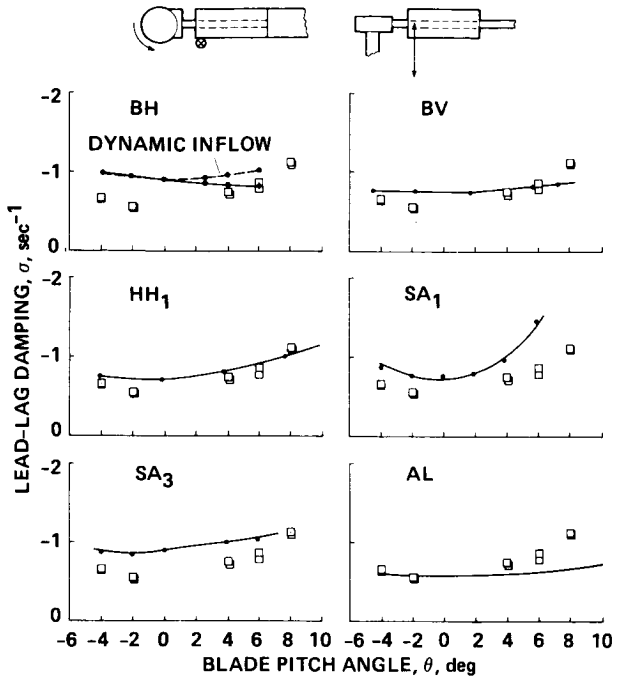 BH
BV
DYNAMIC INFLOW
-2
-1
0
HH1
SA1
-2
-1
0
SA3
AL
-2
-1
0
LEAD-LAG DAMPING, σ, sec⁻¹
-6 -4 -2 0 2 4 6 8 10
-6 -4 -2 0 2 4 6 8 10
BLADE PITCH ANGLE, θ, deg